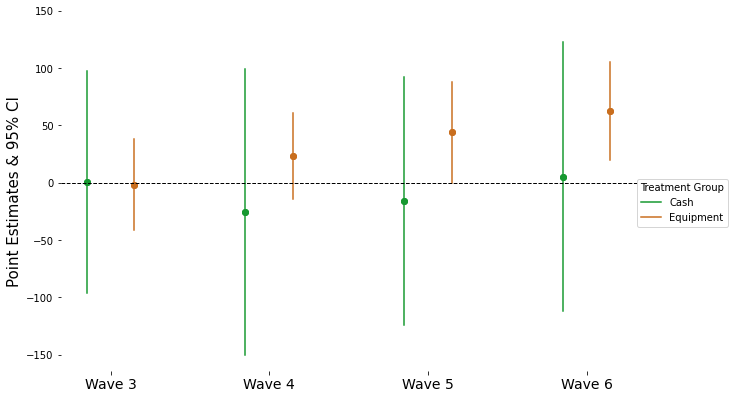 Point Estimates & 95% CI
150
100
50
0
−50
−100
−150
Wave 3
Wave 4
Wave 5
Wave 6
Treatment Group
Cash
Equipment